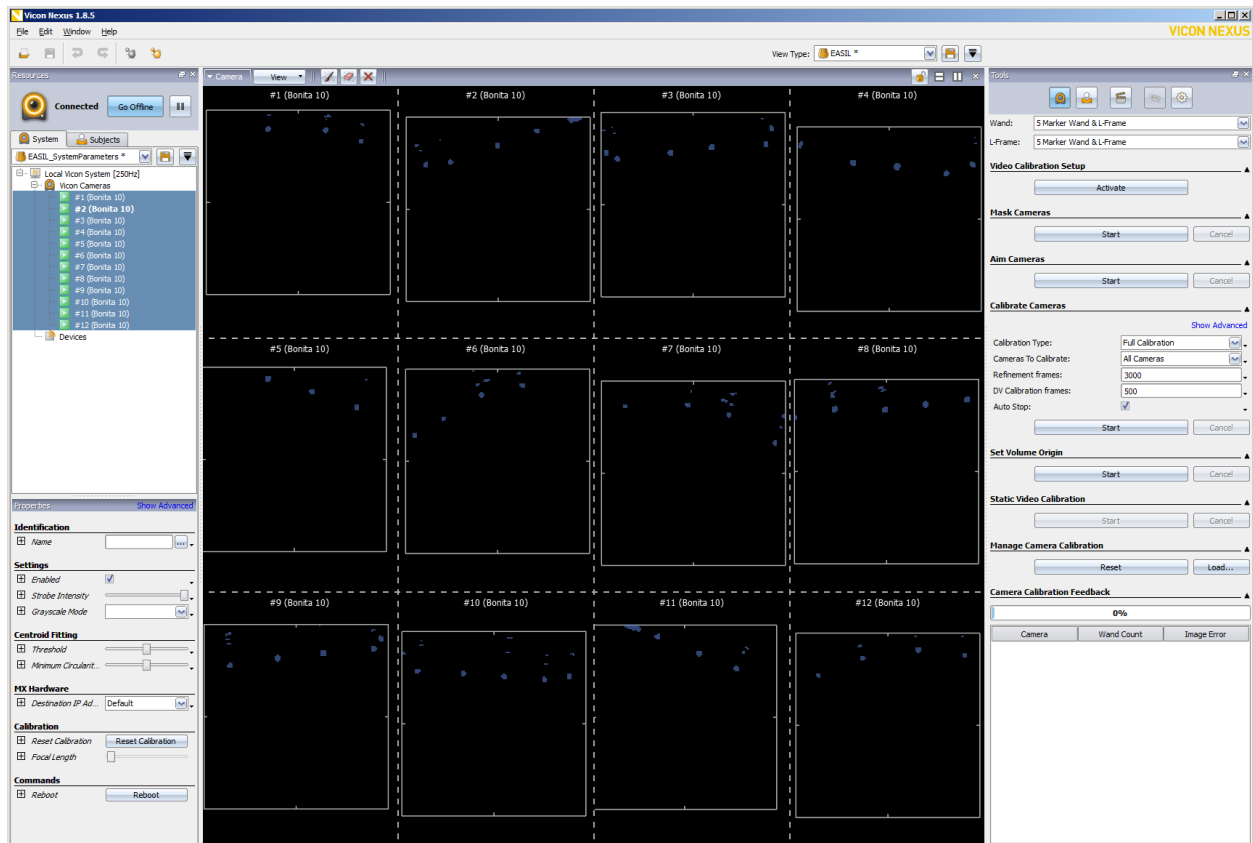 Vicon Nexus 1.8.5
File Edit Window Help
VICON NEXUS
View Type: EASIL *
Resources
Connected
Go Offline
System
Subjects
EASIL_SystemParameters *
Local Vicon System [250Hz]
Vicon Cameras
#1 (Bonita 10)
#2 (Bonita 10)
#3 (Bonita 10)
#4 (Bonita 10)
#5 (Bonita 10)
#6 (Bonita 10)
#7 (Bonita 10)
#8 (Bonita 10)
#9 (Bonita 10)
#10 (Bonita 10)
#11 (Bonita 10)
#12 (Bonita 10)
Devices
Properties
Show Advanced
Identification
Name
...
Settings
Enabled
Strobe Intensity
Grayscale Mode
Centroid Fitting
Threshold
Minimum Circularit...
MX Hardware
Destination IP Ad...
Default
Calibration
Reset Calibration
Reset Calibration
Focal Length
Commands
Reboot
Reboot
Camera
View
#1 (Bonita 10)
#2 (Bonita 10)
#3 (Bonita 10)
#4 (Bonita 10)
#5 (Bonita 10)
#6 (Bonita 10)
#7 (Bonita 10)
#8 (Bonita 10)
#9 (Bonita 10)
#10 (Bonita 10)
#11 (Bonita 10)
#12 (Bonita 10)
Tools
Wand: 5 Marker Wand & L-Frame
L-Frame: 5 Marker Wand & L-Frame
Video Calibration Setup
Activate
Mask Cameras
Start Cancel
Aim Cameras
Start Cancel
Calibrate Cameras
Show Advanced
Calibration Type: Full Calibration
Cameras To Calibrate: All Cameras
Refinement frames: 3000
DV Calibration frames: 500
Auto Stop:
Start Cancel
Set Volume Origin
Start Cancel
Static Video Calibration
Start Cancel
Manage Camera Calibration
Reset Load...
Camera Calibration Feedback
0%
Camera Wand Count Image Error